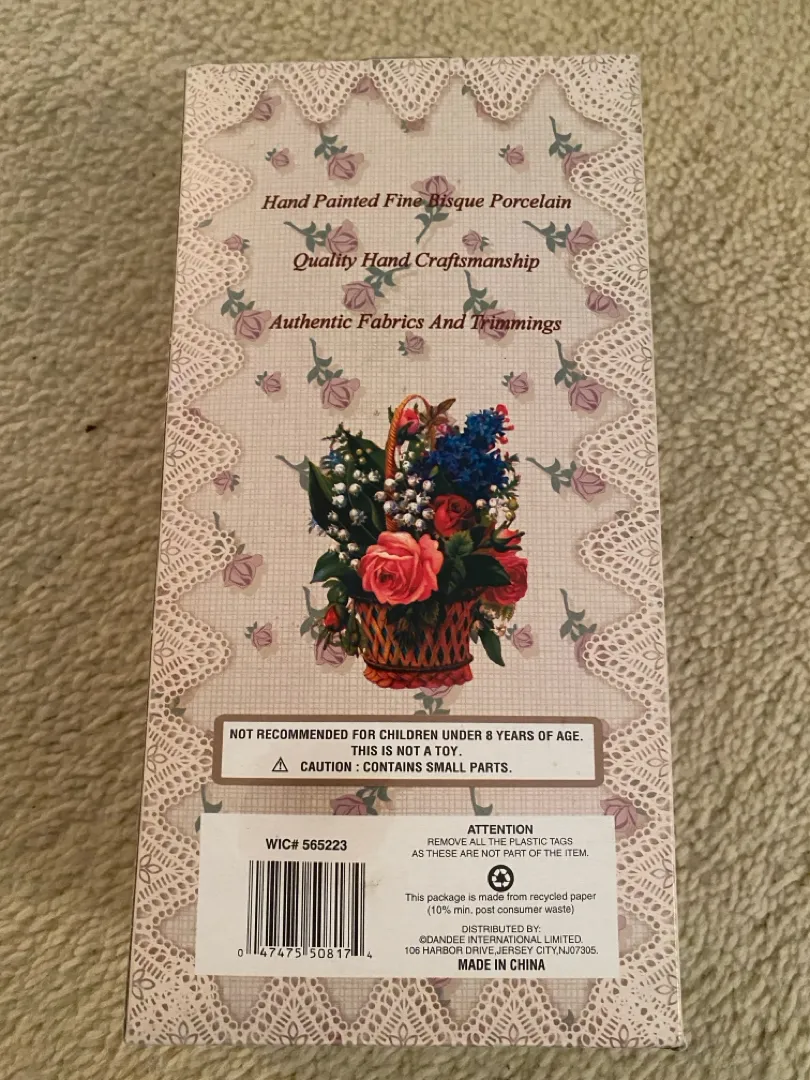 Hand Painted Fine Bisque Porcelain
Quality Hand Craftsmanship
Authentic Fabrics And Trimmings
NOT RECOMMENDED FOR CHILDREN UNDER 8 YEARS OF AGE.
THIS IS NOT A TOY.
⚠ CAUTION : CONTAINS SMALL PARTS.
WIC# 565223
0 47475 50817 4
ATTENTION
REMOVE ALL THE PLASTIC TAGS
AS THESE ARE NOT PART OF THE ITEM.
This package is made from recycled paper
(10% min. post consumer waste)
DISTRIBUTED BY:
©DANDEE INTERNATIONAL LIMITED.
106 HARBOR DRIVE,JERSEY CITY,NJ07305.
MADE IN CHINA